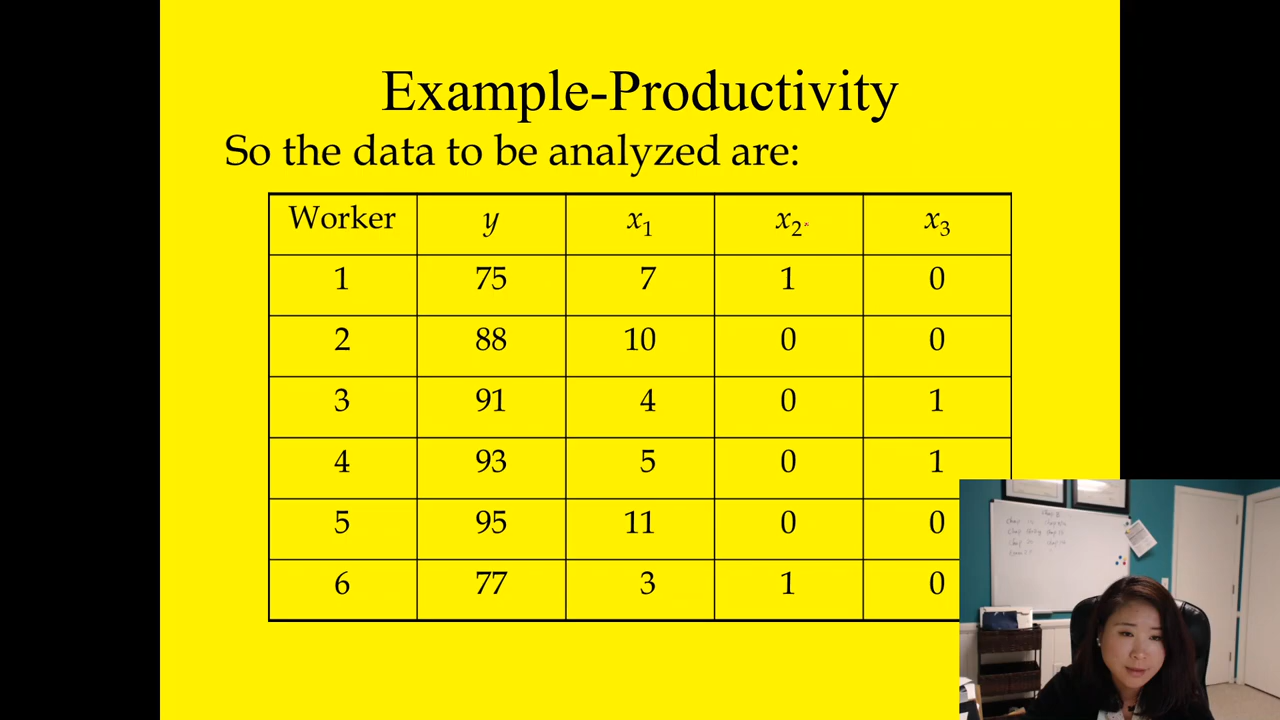 Example-Productivity
So the data to be analyzed are:
Worker y x₁ x₂ x₃
1 75 7 1 0
2 88 10 0 0
3 91 4 0 1
4 93 5 0 1
5 95 11 0 0
6 77 3 1 0